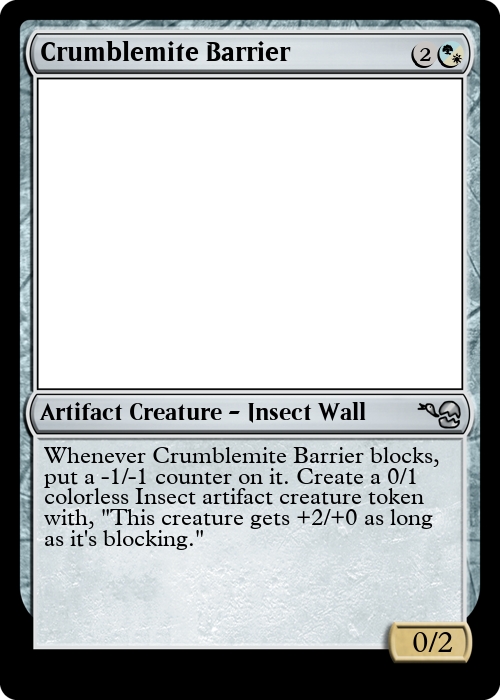 Crumblemite Barrier 2
Artifact Creature – Insect Wall
Whenever Crumblemite Barrier blocks,
put a -1/-1 counter on it. Create a 0/1
colorless Insect artifact creature token
with, "This creature gets +2/+0 as long
as it's blocking."
0/2